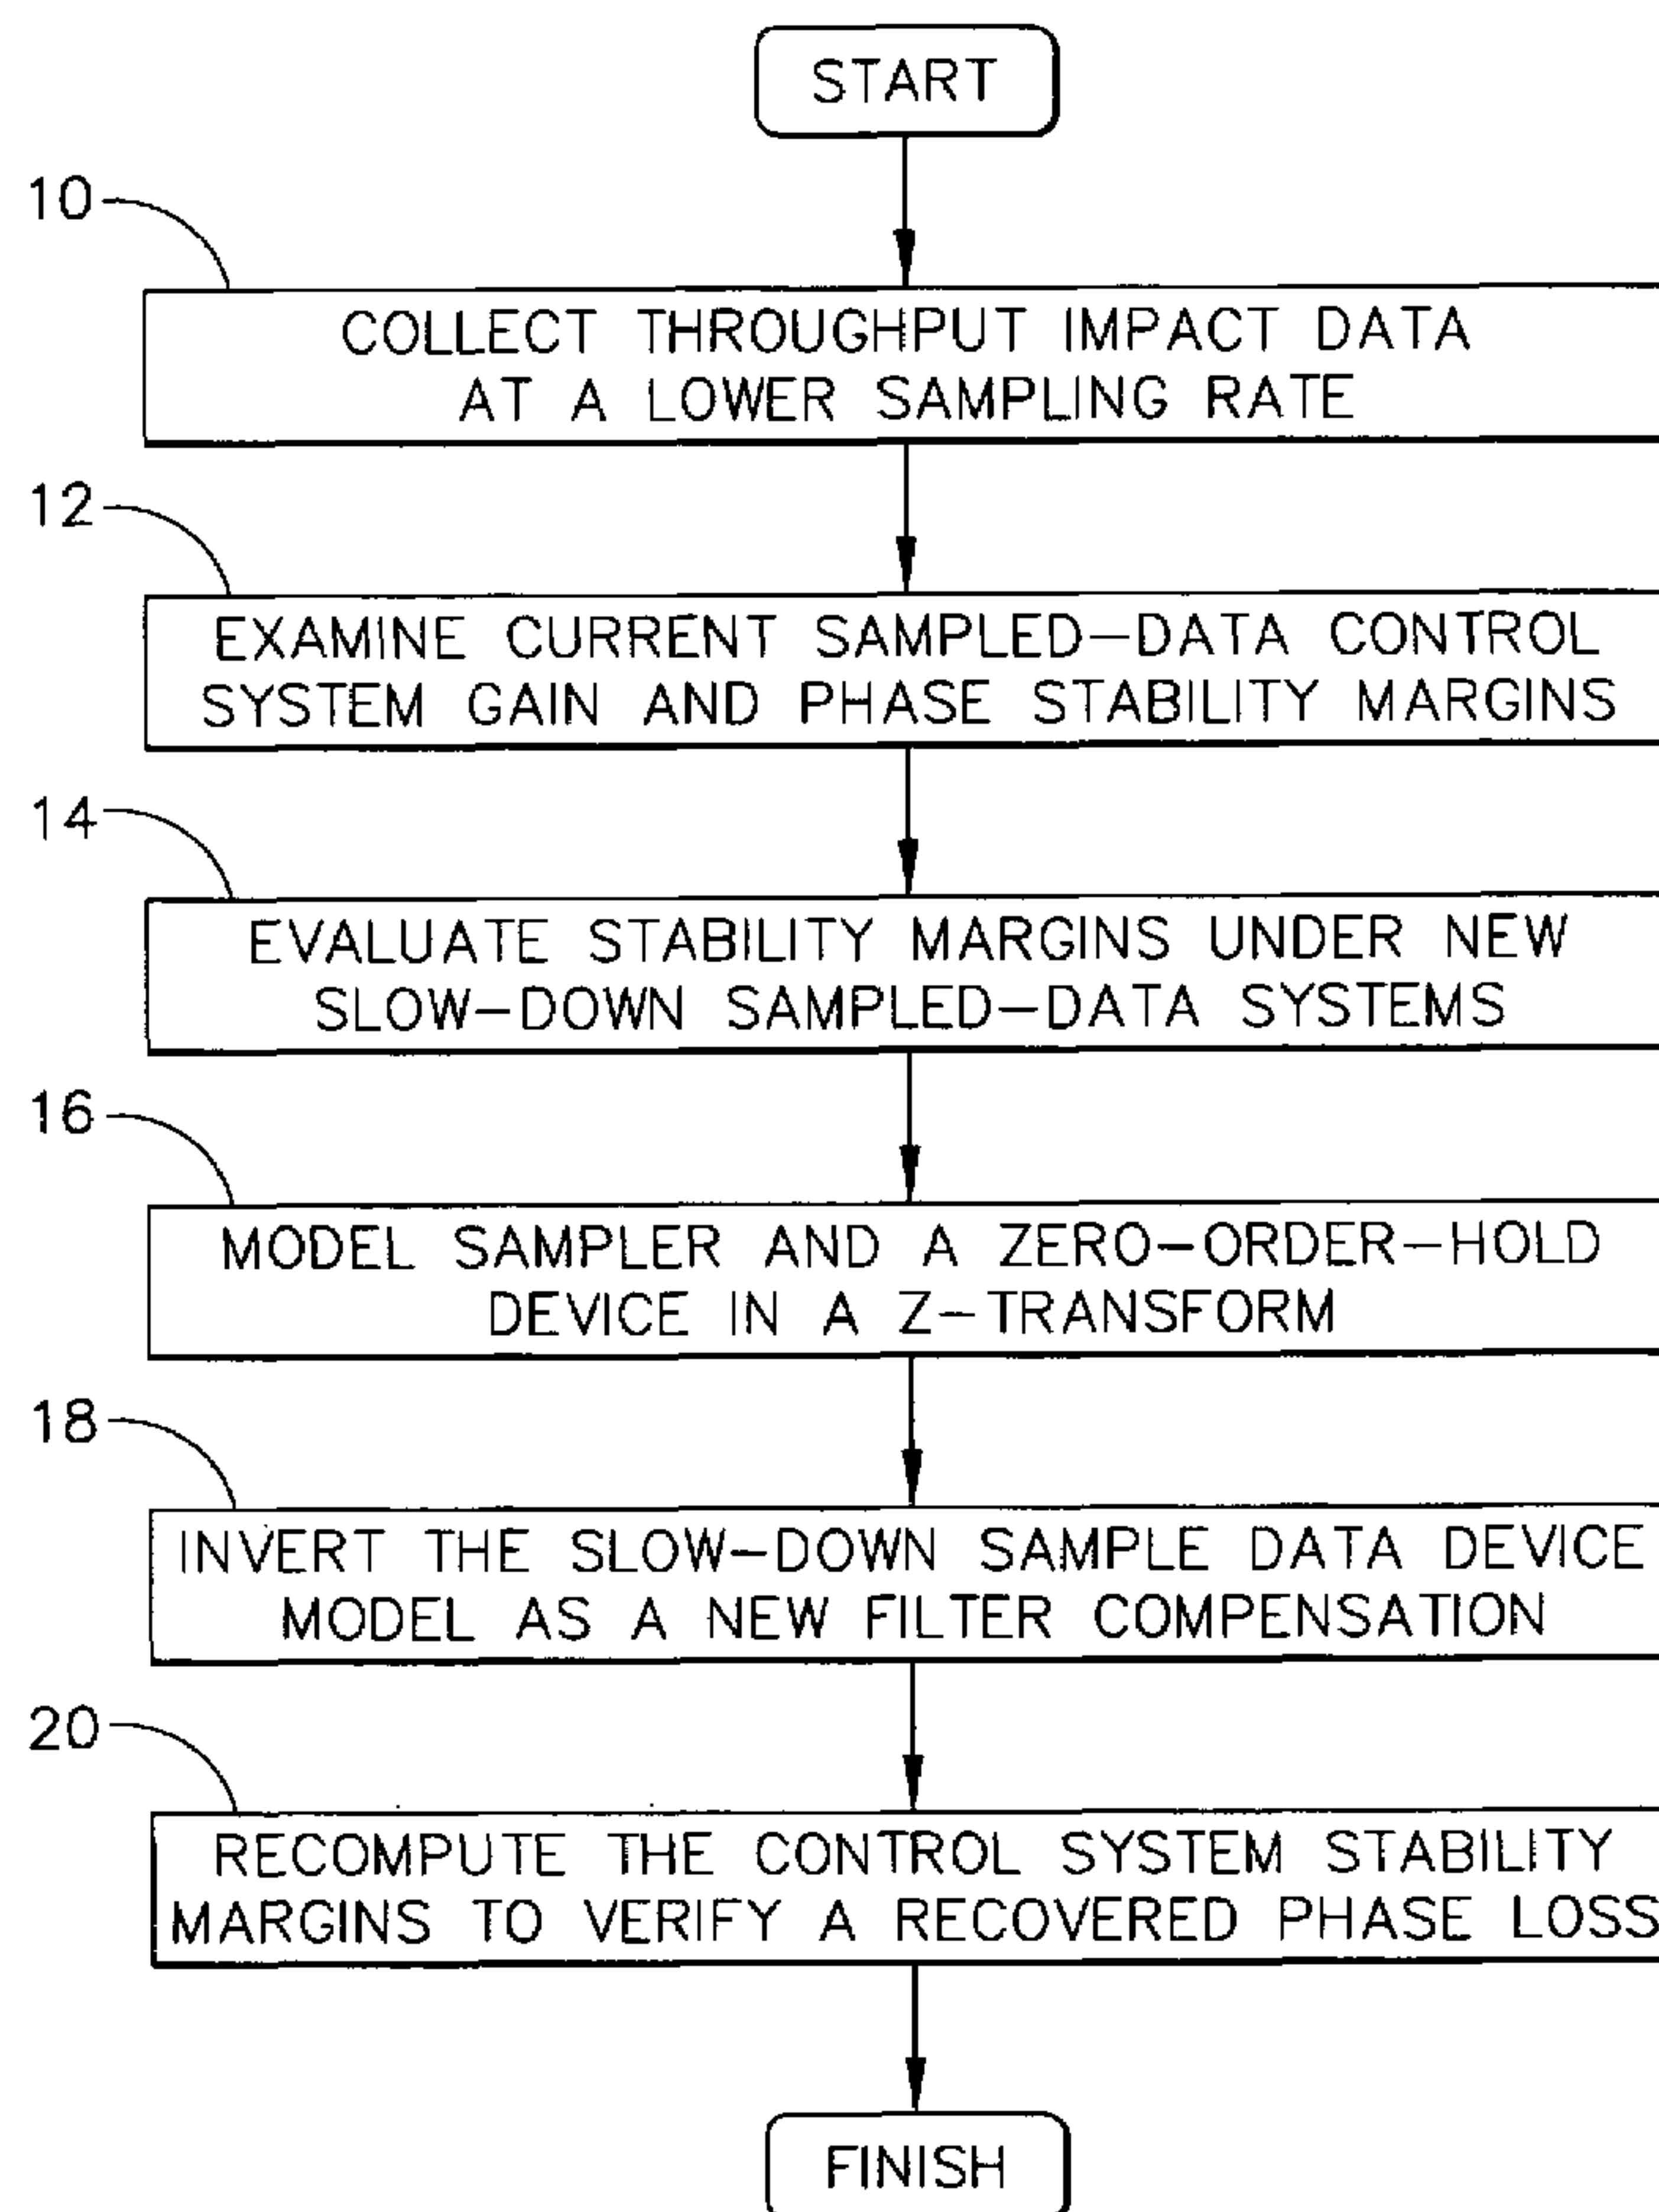 START
10
COLLECT THROUGHPUT IMPACT DATA
AT A LOWER SAMPLING RATE
12
EXAMINE CURRENT SAMPLED-DATA CONTROL
SYSTEM GAIN AND PHASE STABILITY MARGINS
14
EVALUATE STABILITY MARGINS UNDER NEW
SLOW-DOWN SAMPLED-DATA SYSTEMS
16
MODEL SAMPLER AND A ZERO-ORDER-HOLD
DEVICE IN A Z-TRANSFORM
18
INVERT THE SLOW-DOWN SAMPLE DATA DEVICE
MODEL AS A NEW FILTER COMPENSATION
20
RECOMPUTE THE CONTROL SYSTEM STABILITY
MARGINS TO VERIFY A RECOVERED PHASE LOSS
FINISH